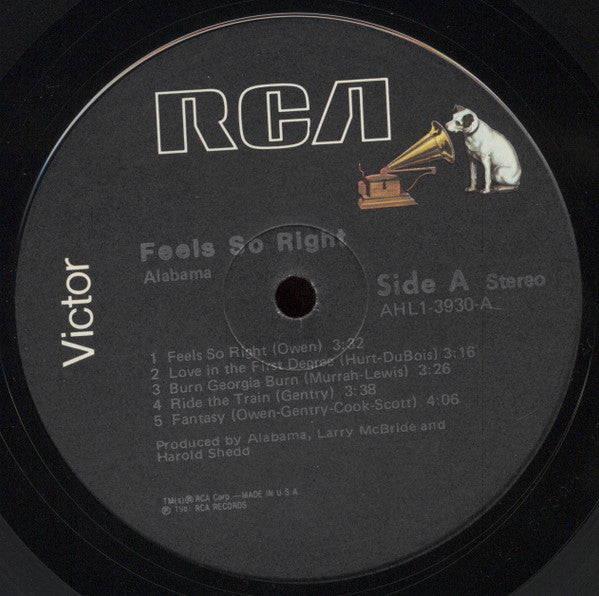 RCA
Victor
Feels So Right
Alabama
Side A Stereo
AHL1-3930-A
1 Feels So Right (Owen) 3:32
2 Love in the First Degree (Hurt-DuBois) 3:16
3 Burn Georgia Burn (Murrah-Lewis) 3:26
4 Ride the Train (Gentry) 3:38
5 Fantasy (Owen-Gentry-Cook-Scott) 4:06
Produced by Alabama, Larry McBride and
Harold Shedd
TM(s) ® RCA Corp.—MADE IN U.S.A.
℗ 1981 RCA RECORDS